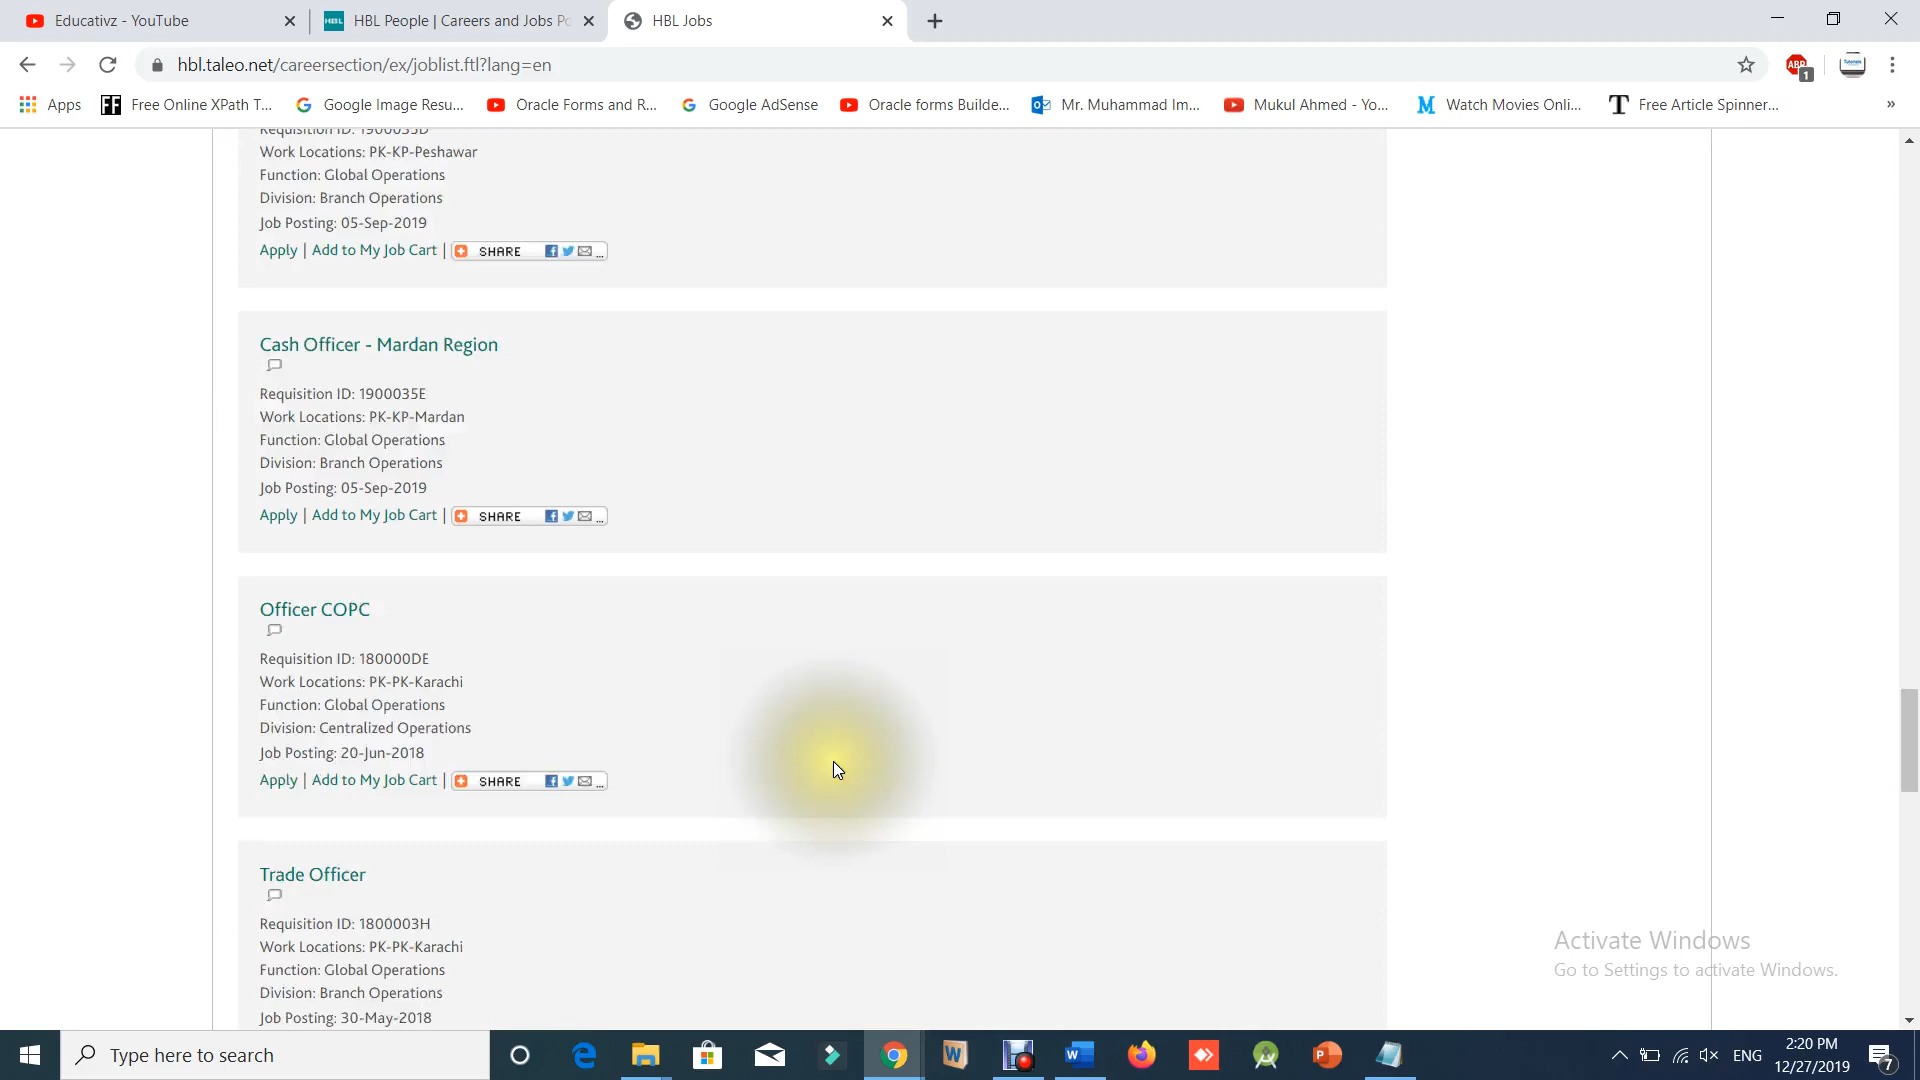 Educativz - YouTube
HBL People | Careers and Jobs Po
HBL Jobs
hbl.taleo.net/careersection/ex/joblist.ftl?lang=en
ABP
1
Apps
Free Online XPath T...
Google Image Resu...
Oracle Forms and R...
Google AdSense
Oracle forms Builde...
Mr. Muhammad Im...
Mukul Ahmed - Yo...
Watch Movies Onli...
Free Article Spinner...
»
Requisition ID: 1900035D
Work Locations: PK-KP-Peshawar
Function: Global Operations
Division: Branch Operations
Job Posting: 05-Sep-2019
Apply | Add to My Job Cart | SHARE ...
Cash Officer - Mardan Region
Requisition ID: 1900035E
Work Locations: PK-KP-Mardan
Function: Global Operations
Division: Branch Operations
Job Posting: 05-Sep-2019
Apply | Add to My Job Cart | SHARE ...
Officer COPC
Requisition ID: 180000DE
Work Locations: PK-PK-Karachi
Function: Global Operations
Division: Centralized Operations
Job Posting: 20-Jun-2018
Apply | Add to My Job Cart | SHARE ...
Trade Officer
Requisition ID: 1800003H
Work Locations: PK-PK-Karachi
Function: Global Operations
Division: Branch Operations
Job Posting: 30-May-2018
Activate Windows
Go to Settings to activate Windows.
Type here to search
ENG
2:20 PM
12/27/2019
7